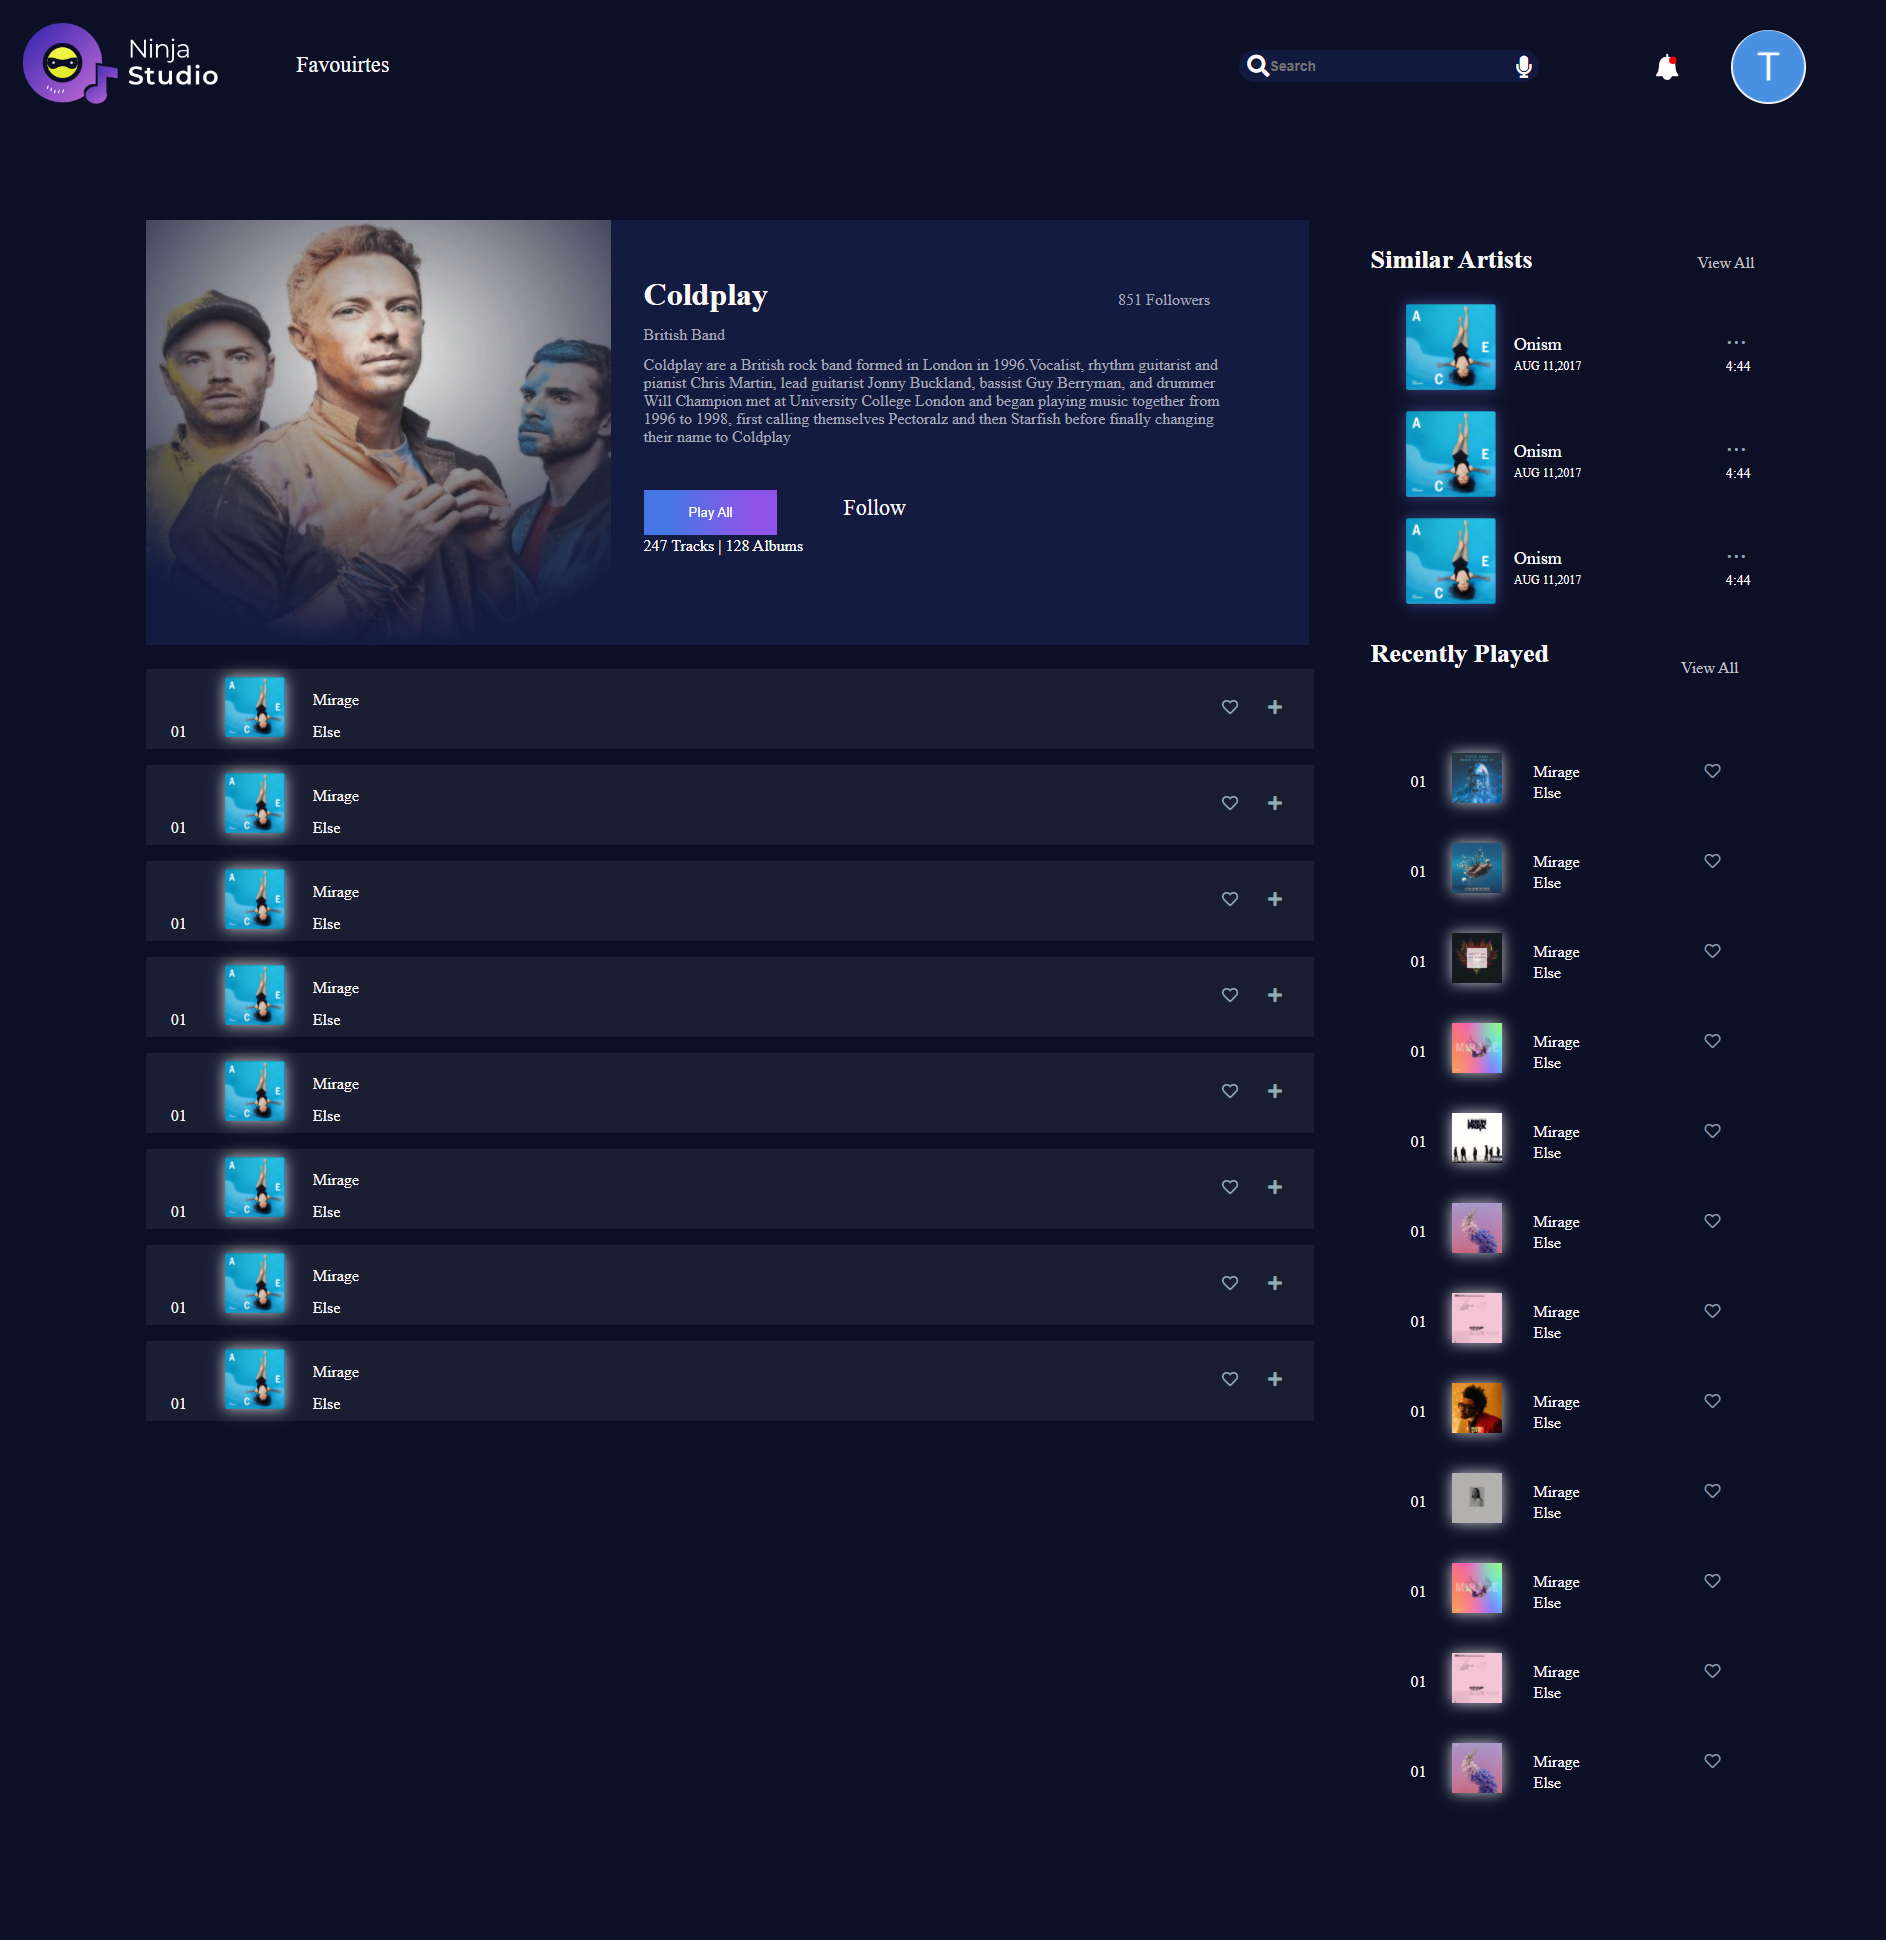 Ninja
Studio
Favouirtes
Search
T
Coldplay
851 Followers
British Band
Coldplay are a British rock band formed in London in 1996.Vocalist, rhythm guitarist and
pianist Chris Martin, lead guitarist Jonny Buckland, bassist Guy Berryman, and drummer
Will Champion met at University College London and began playing music together from
1996 to 1998, first calling themselves Pectoralz and then Starfish before finally changing
their name to Coldplay
Play All
Follow
247 Tracks | 128 Albums
01
A
E
C
Mirage
Else
01
A
E
C
Mirage
Else
01
A
E
C
Mirage
Else
01
A
E
C
Mirage
Else
01
A
E
C
Mirage
Else
01
A
E
C
Mirage
Else
01
A
E
C
Mirage
Else
01
A
E
C
Mirage
Else
Similar Artists
View All
A
E
C
Onism
AUG 11,2017
...
4:44
A
E
C
Onism
AUG 11,2017
...
4:44
A
E
C
Onism
AUG 11,2017
...
4:44
Recently Played
View All
01
Mirage
Else
01
Mirage
Else
01
Mirage
Else
01
MIRAGE
Mirage
Else
01
LINKIN
PARK
Mirage
Else
01
Mirage
Else
01
Mirage
Else
01
Mirage
Else
01
Mirage
Else
01
MIRAGE
Mirage
Else
01
Mirage
Else
01
Mirage
Else